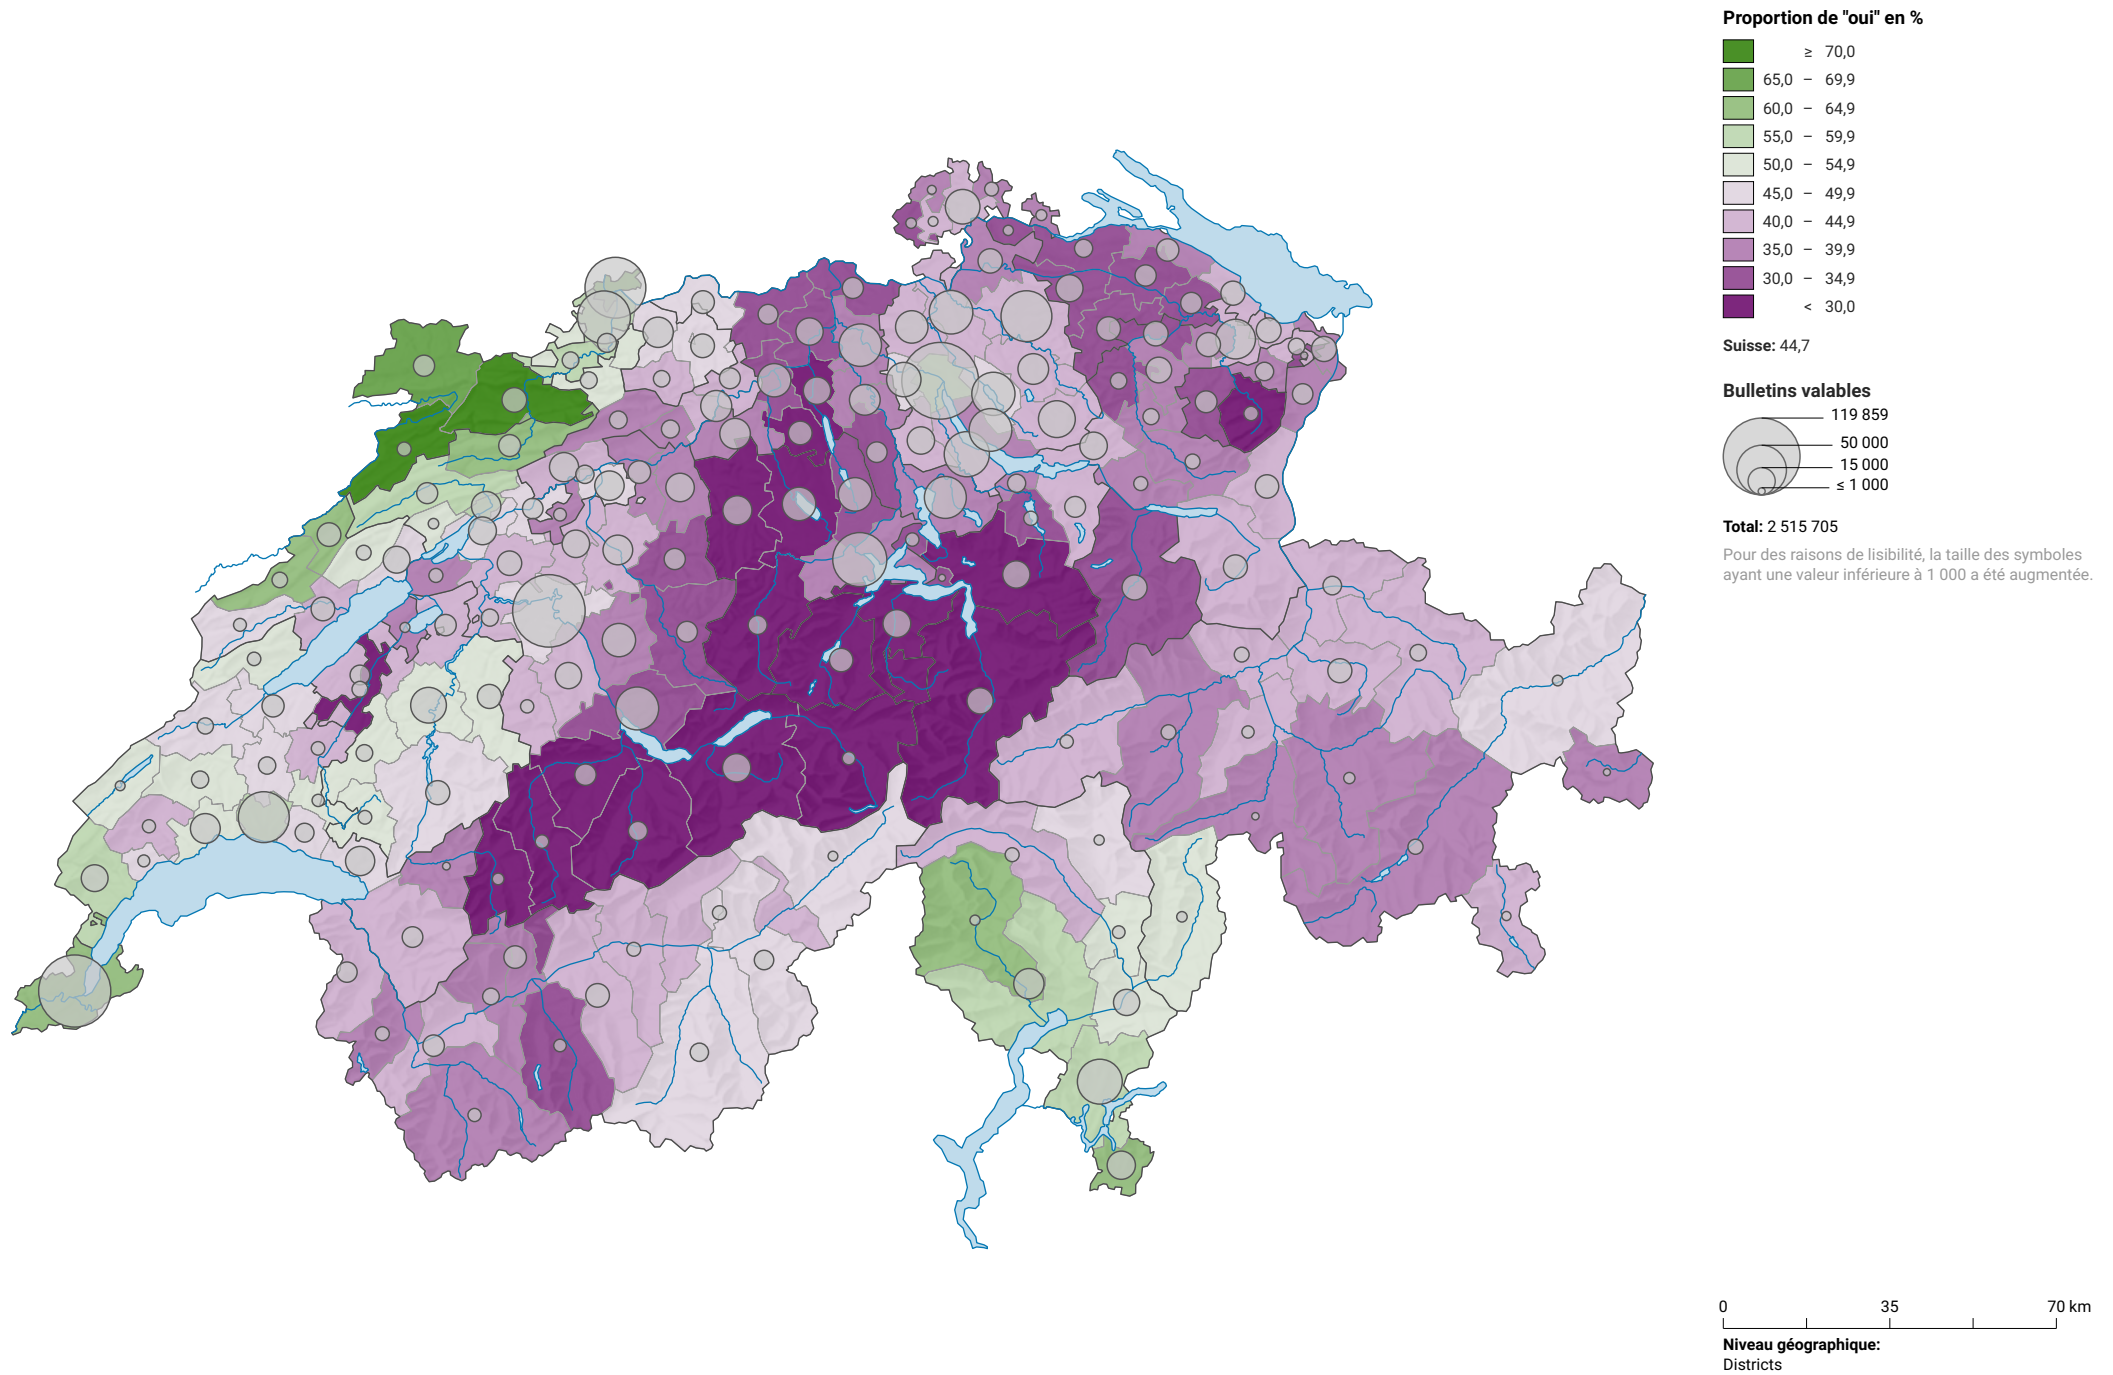 Proportion de "oui" en %
≥ 70,0
65,0 – 69,9
60,0 – 64,9
55,0 – 59,9
50,0 – 54,9
45,0 – 49,9
40,0 – 44,9
35,0 – 39,9
30,0 – 34,9
< 30,0
Suisse: 44,7
Bulletins valables
119 859
50 000
15 000
≤ 1 000
Total: 2 515 705
Pour des raisons de lisibilité, la taille des symboles
ayant une valeur inférieure à 1 000 a été augmentée.
0 35 70 km
Niveau géographique:
Districts